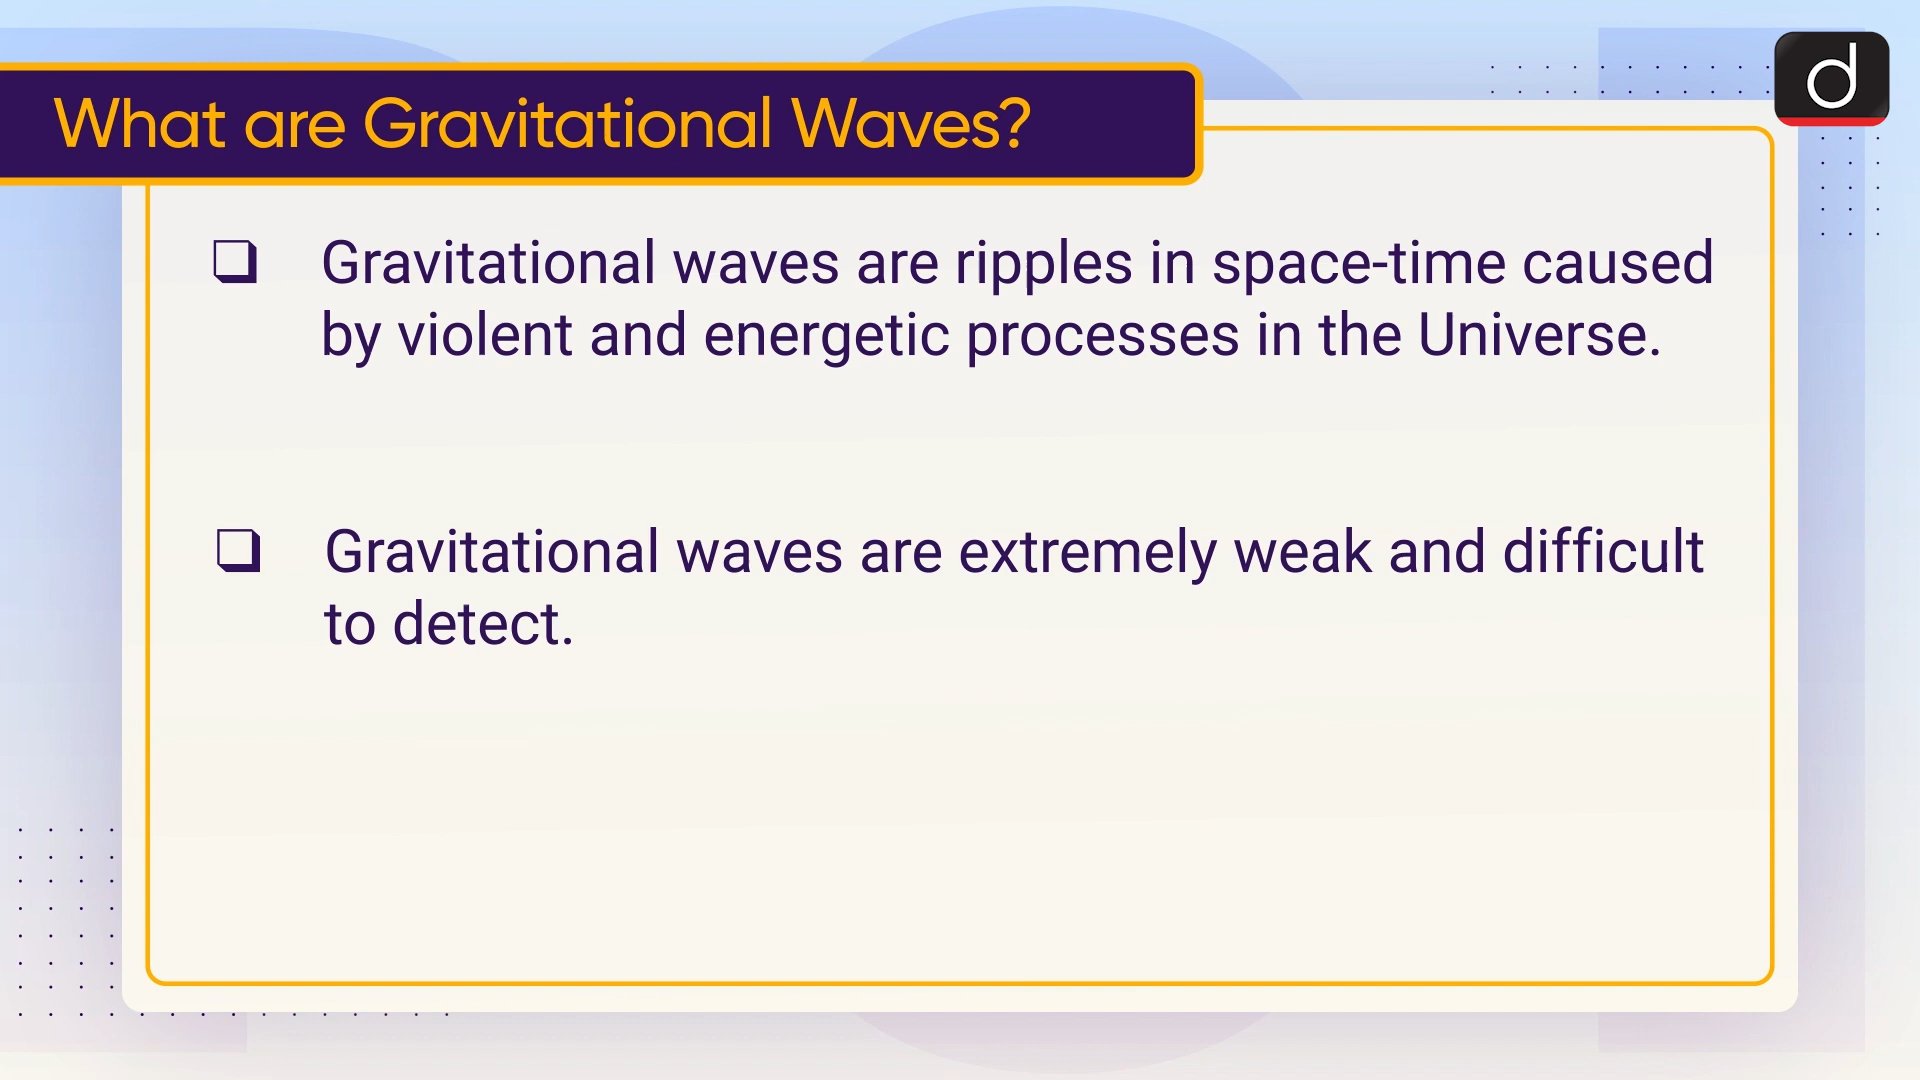 What are Gravitational Waves?
d
❑ Gravitational waves are ripples in space-time caused
by violent and energetic processes in the Universe.
❑ Gravitational waves are extremely weak and difficult
to detect.